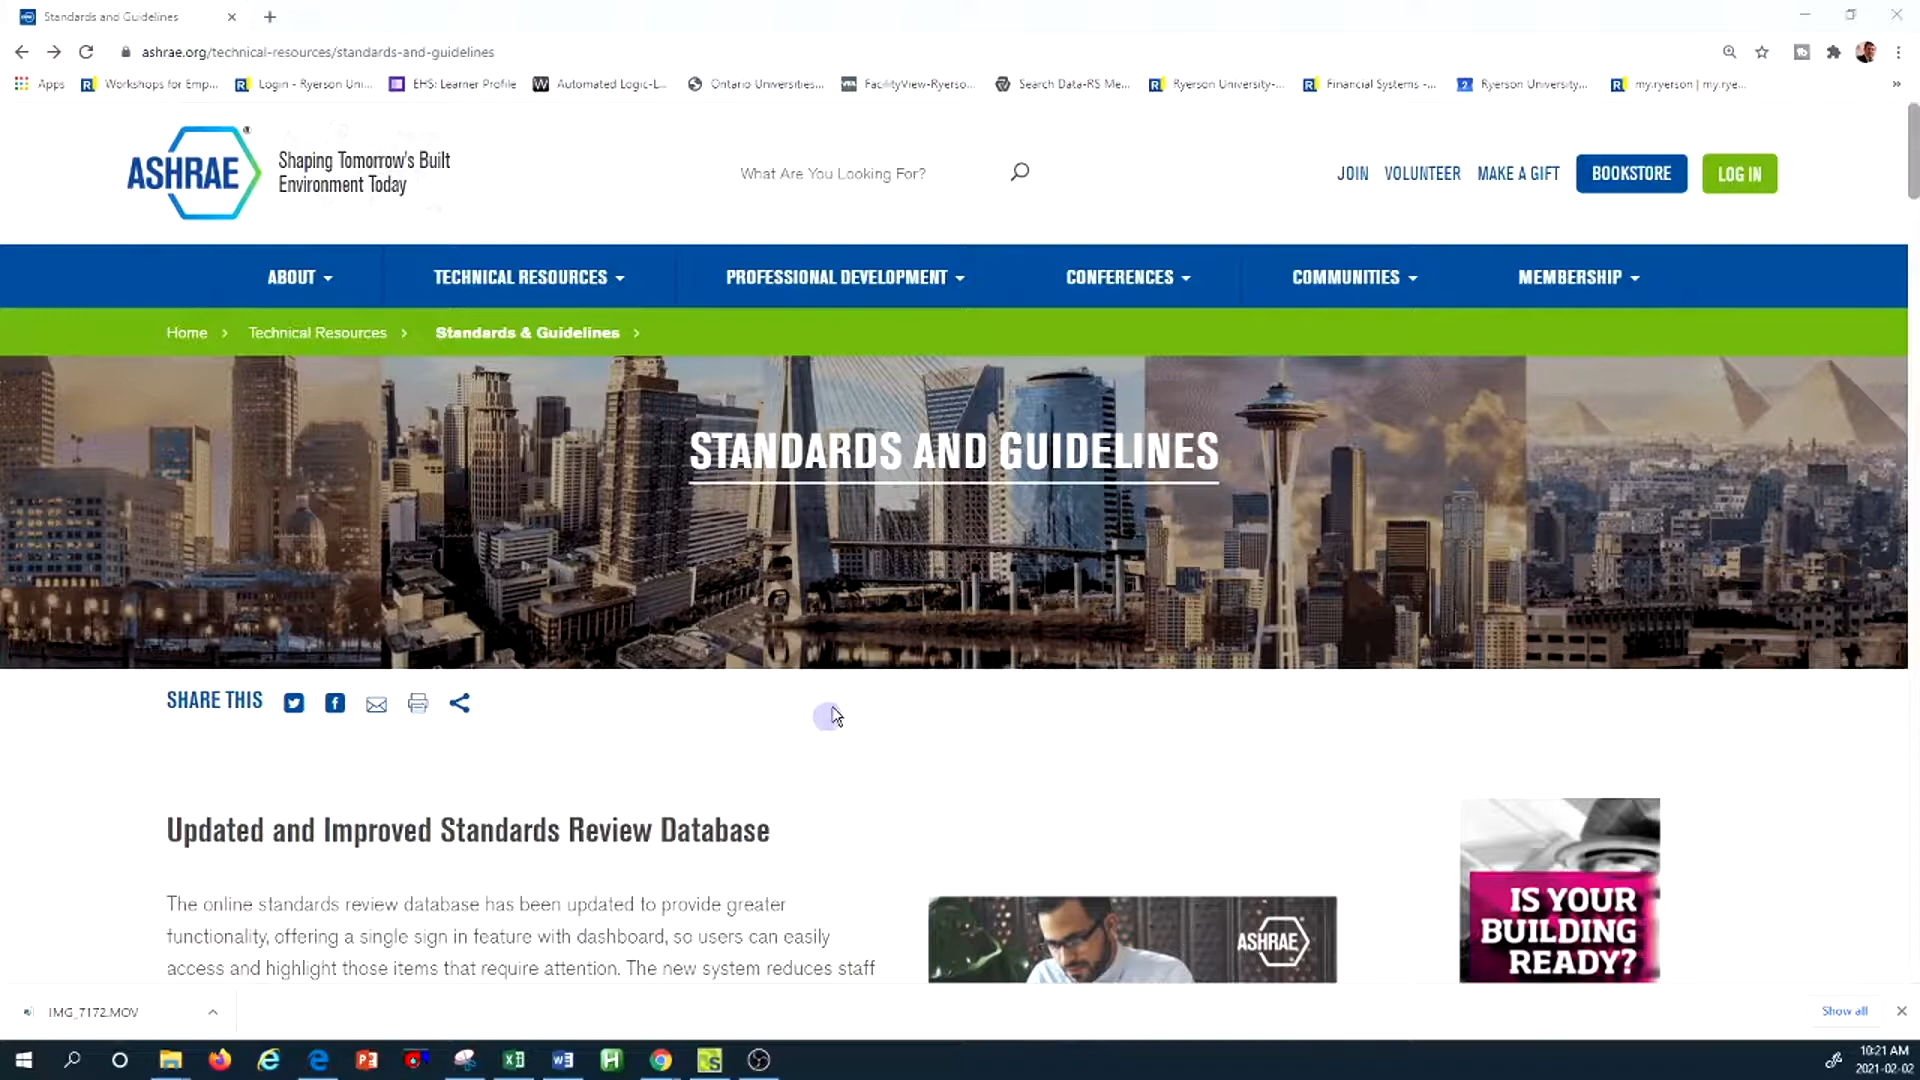 Standards and Guidelines
ashrae.org/technical-resources/standards-and-guidelines
Apps
Workshops for Emp...
Login - Ryerson Uni...
EHS: Learner Profile
Automated Logic-L...
Ontario Universities...
FacilityView-Ryerso...
Search Data-RS Me...
Ryerson University-...
Financial Systems -...
Ryerson University...
my.ryerson | my.rye...
ASHRAE
Shaping Tomorrow's Built
Environment Today
What Are You Looking For?
JOIN
VOLUNTEER
MAKE A GIFT
BOOKSTORE
LOG IN
ABOUT
TECHNICAL RESOURCES
PROFESSIONAL DEVELOPMENT
CONFERENCES
COMMUNITIES
MEMBERSHIP
Home > Technical Resources > Standards & Guidelines >
STANDARDS AND GUIDELINES
SHARE THIS
Updated and Improved Standards Review Database
The online standards review database has been updated to provide greater
functionality, offering a single sign in feature with dashboard, so users can easily
access and highlight those items that require attention. The new system reduces staff
ASHRAE
IS YOUR
BUILDING
READY?
IMG_7172.MOV
Show all
10:21 AM
2021-02-02